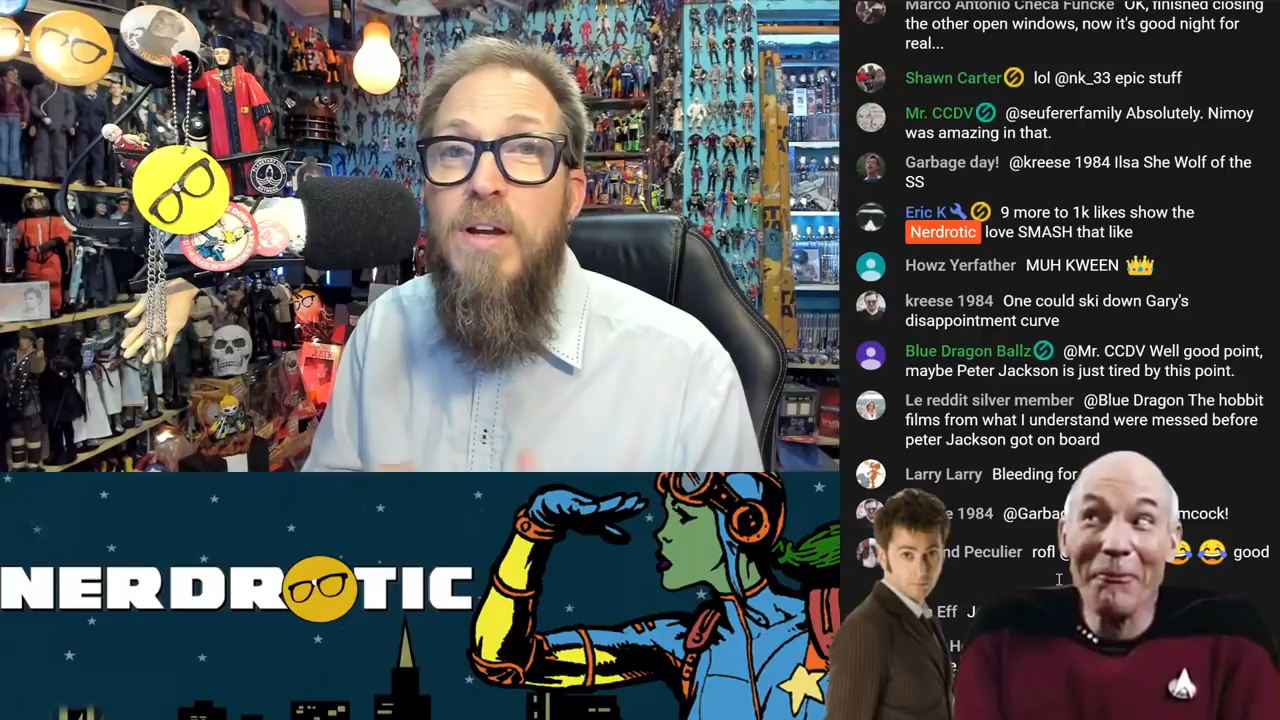 Marco Antonio Checa Funcke OK, finished closing
the other open windows, now it's good night for
real...
Shawn Carter lol @nk_33 epic stuff
Mr. CCDV @seufererfamily Absolutely. Nimoy
was amazing in that.
Garbage day! @kreese 1984 Ilsa She Wolf of the
SS
Eric K 9 more to 1k likes show the
Nerdrotic love SMASH that like
Howz Yerfather MUH KWEEN 👑
kreese 1984 One could ski down Gary's
disappointment curve
Blue Dragon Ballz @Mr. CCDV Well good point,
maybe Peter Jackson is just tired by this point.
Le reddit silver member @Blue Dragon The hobbit
films from what I understand were messed before
peter Jackson got on board
Larry Larry Bleeding for
1984 @Garba mcock!
nd Peculier rofl 😂 😂 good
Eff J
NERDROTIC